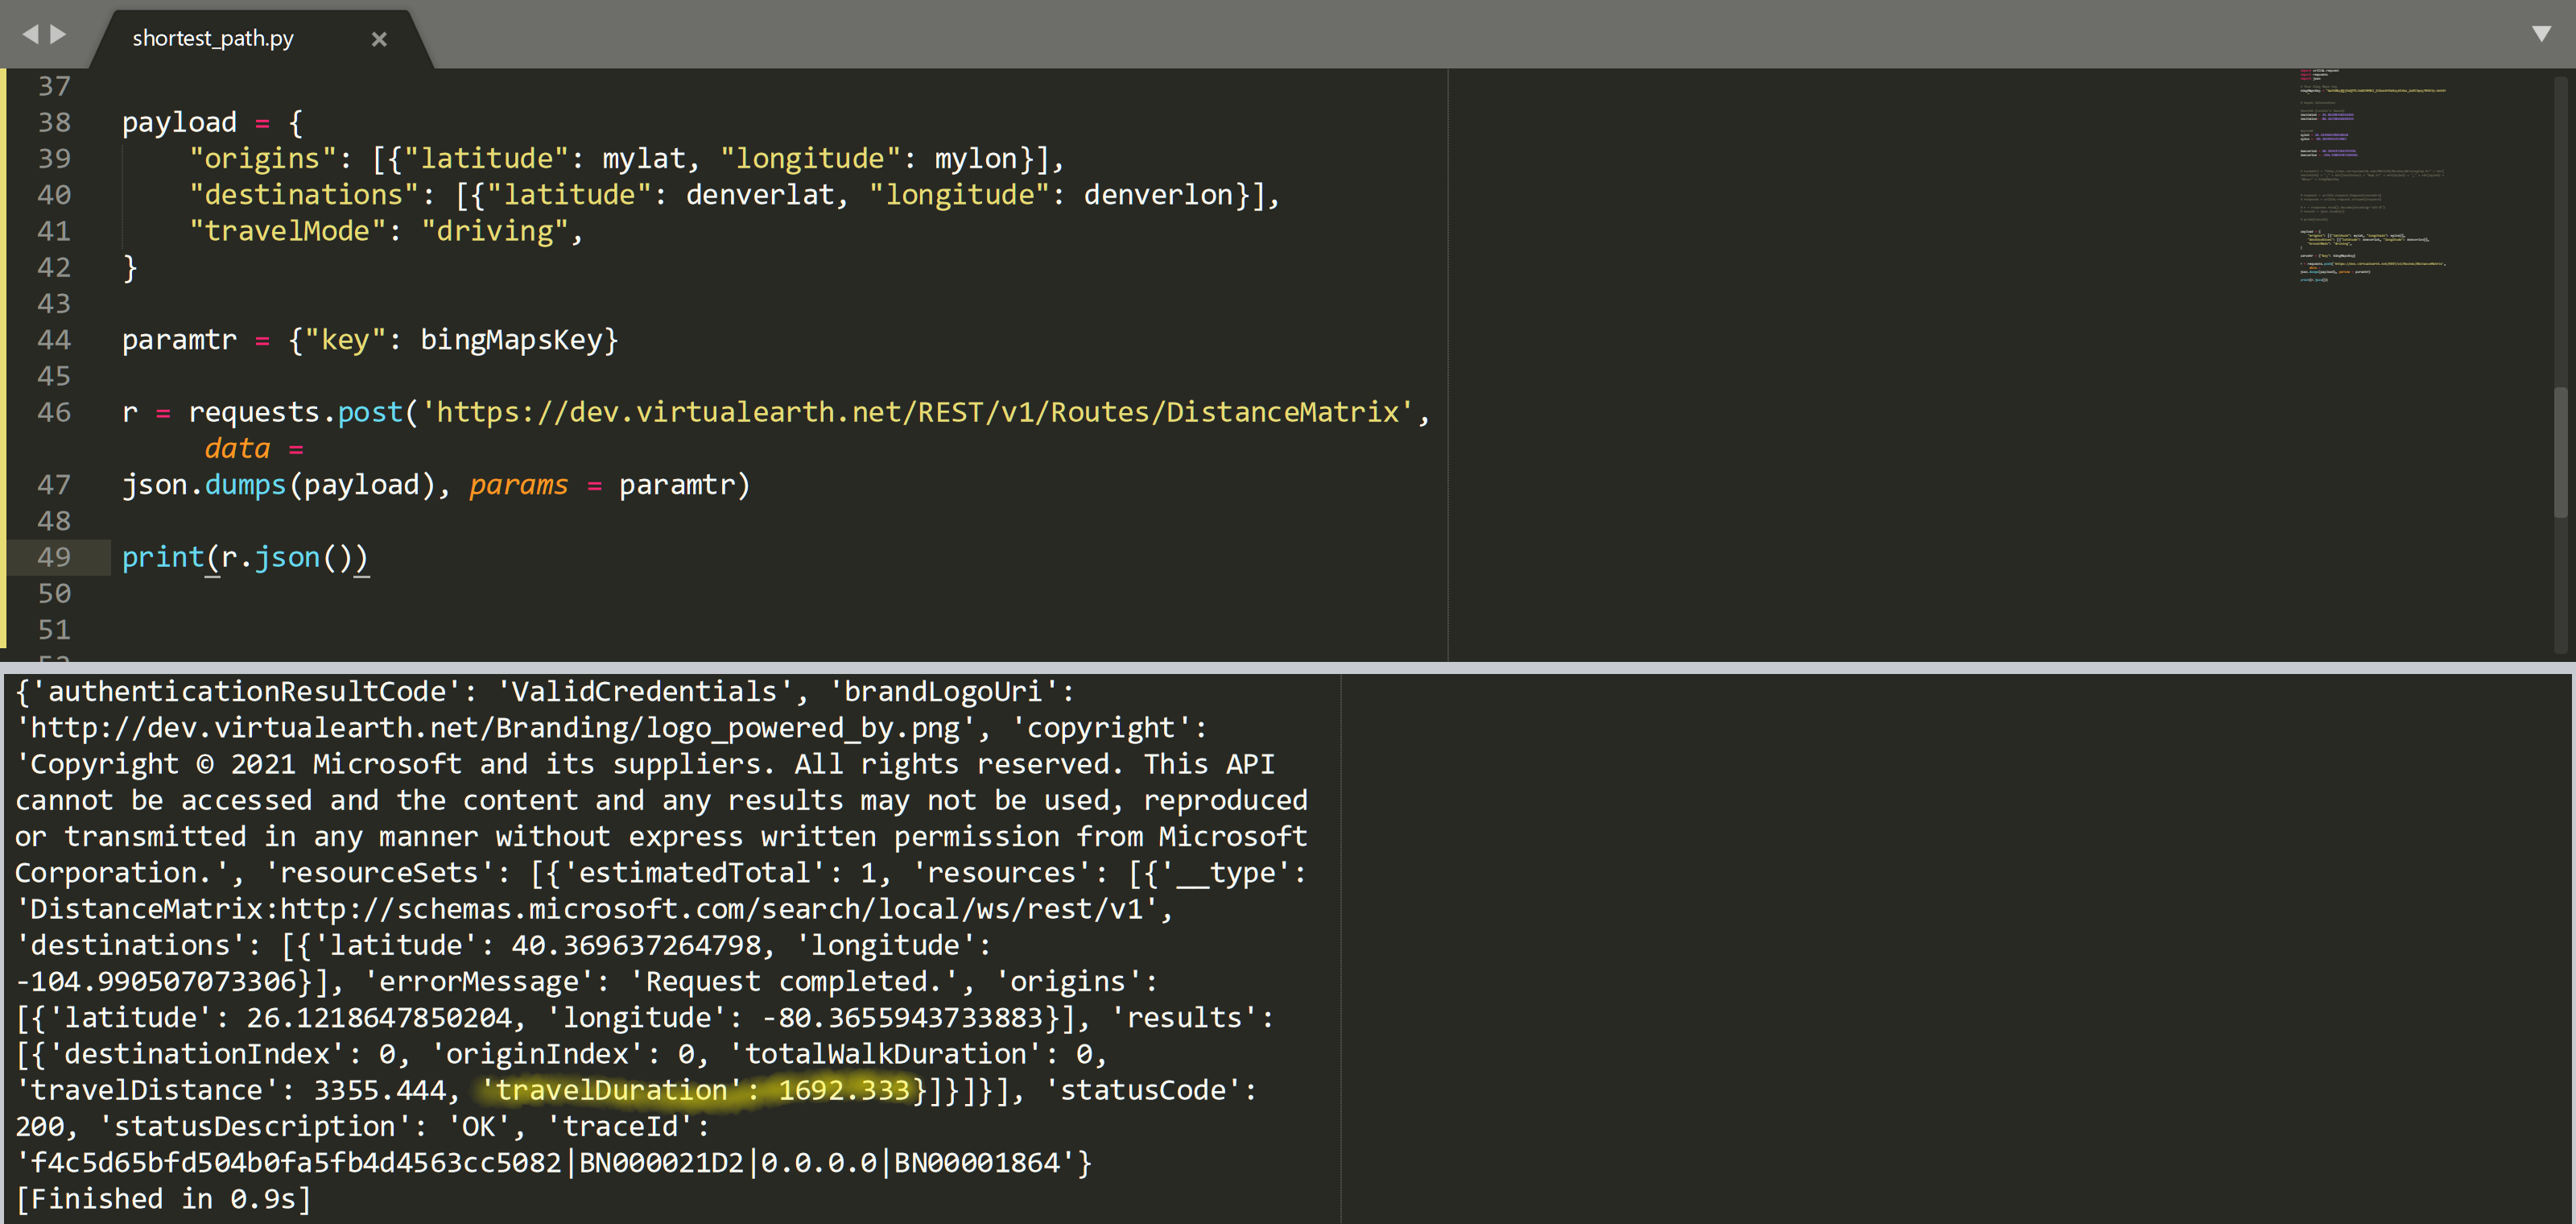 shortest_path.py
37
38 payload = {
39 "origins": [{"latitude": mylat, "longitude": mylon}],
40 "destinations": [{"latitude": denverlat, "longitude": denverlon}],
41 "travelMode": "driving",
42 }
43
44 paramtr = {"key": bingMapsKey}
45
46 r = requests.post('https://dev.virtualearth.net/REST/v1/Routes/DistanceMatrix',
data =
47 json.dumps(payload), params = paramtr)
48
49 print(r.json())
50
51
52
{'authenticationResultCode': 'ValidCredentials', 'brandLogoUri':
'http://dev.virtualearth.net/Branding/logo_powered_by.png', 'copyright':
'Copyright © 2021 Microsoft and its suppliers. All rights reserved. This API
cannot be accessed and the content and any results may not be used, reproduced
or transmitted in any manner without express written permission from Microsoft
Corporation.', 'resourceSets': [{'estimatedTotal': 1, 'resources': [{'__type':
'DistanceMatrix:http://schemas.microsoft.com/search/local/ws/rest/v1',
'destinations': [{'latitude': 40.369637264798, 'longitude':
-104.990507073306}], 'errorMessage': 'Request completed.', 'origins':
[{'latitude': 26.1218647850204, 'longitude': -80.3655943733883}], 'results':
[{'destinationIndex': 0, 'originIndex': 0, 'totalWalkDuration': 0,
'travelDistance': 3355.444, 'travelDuration': 1692.333}]}]}], 'statusCode':
200, 'statusDescription': 'OK', 'traceId':
'f4c5d65bfd504b0fa5fb4d4563cc5082|BN000021D2|0.0.0.0|BN00001864'}
[Finished in 0.9s]